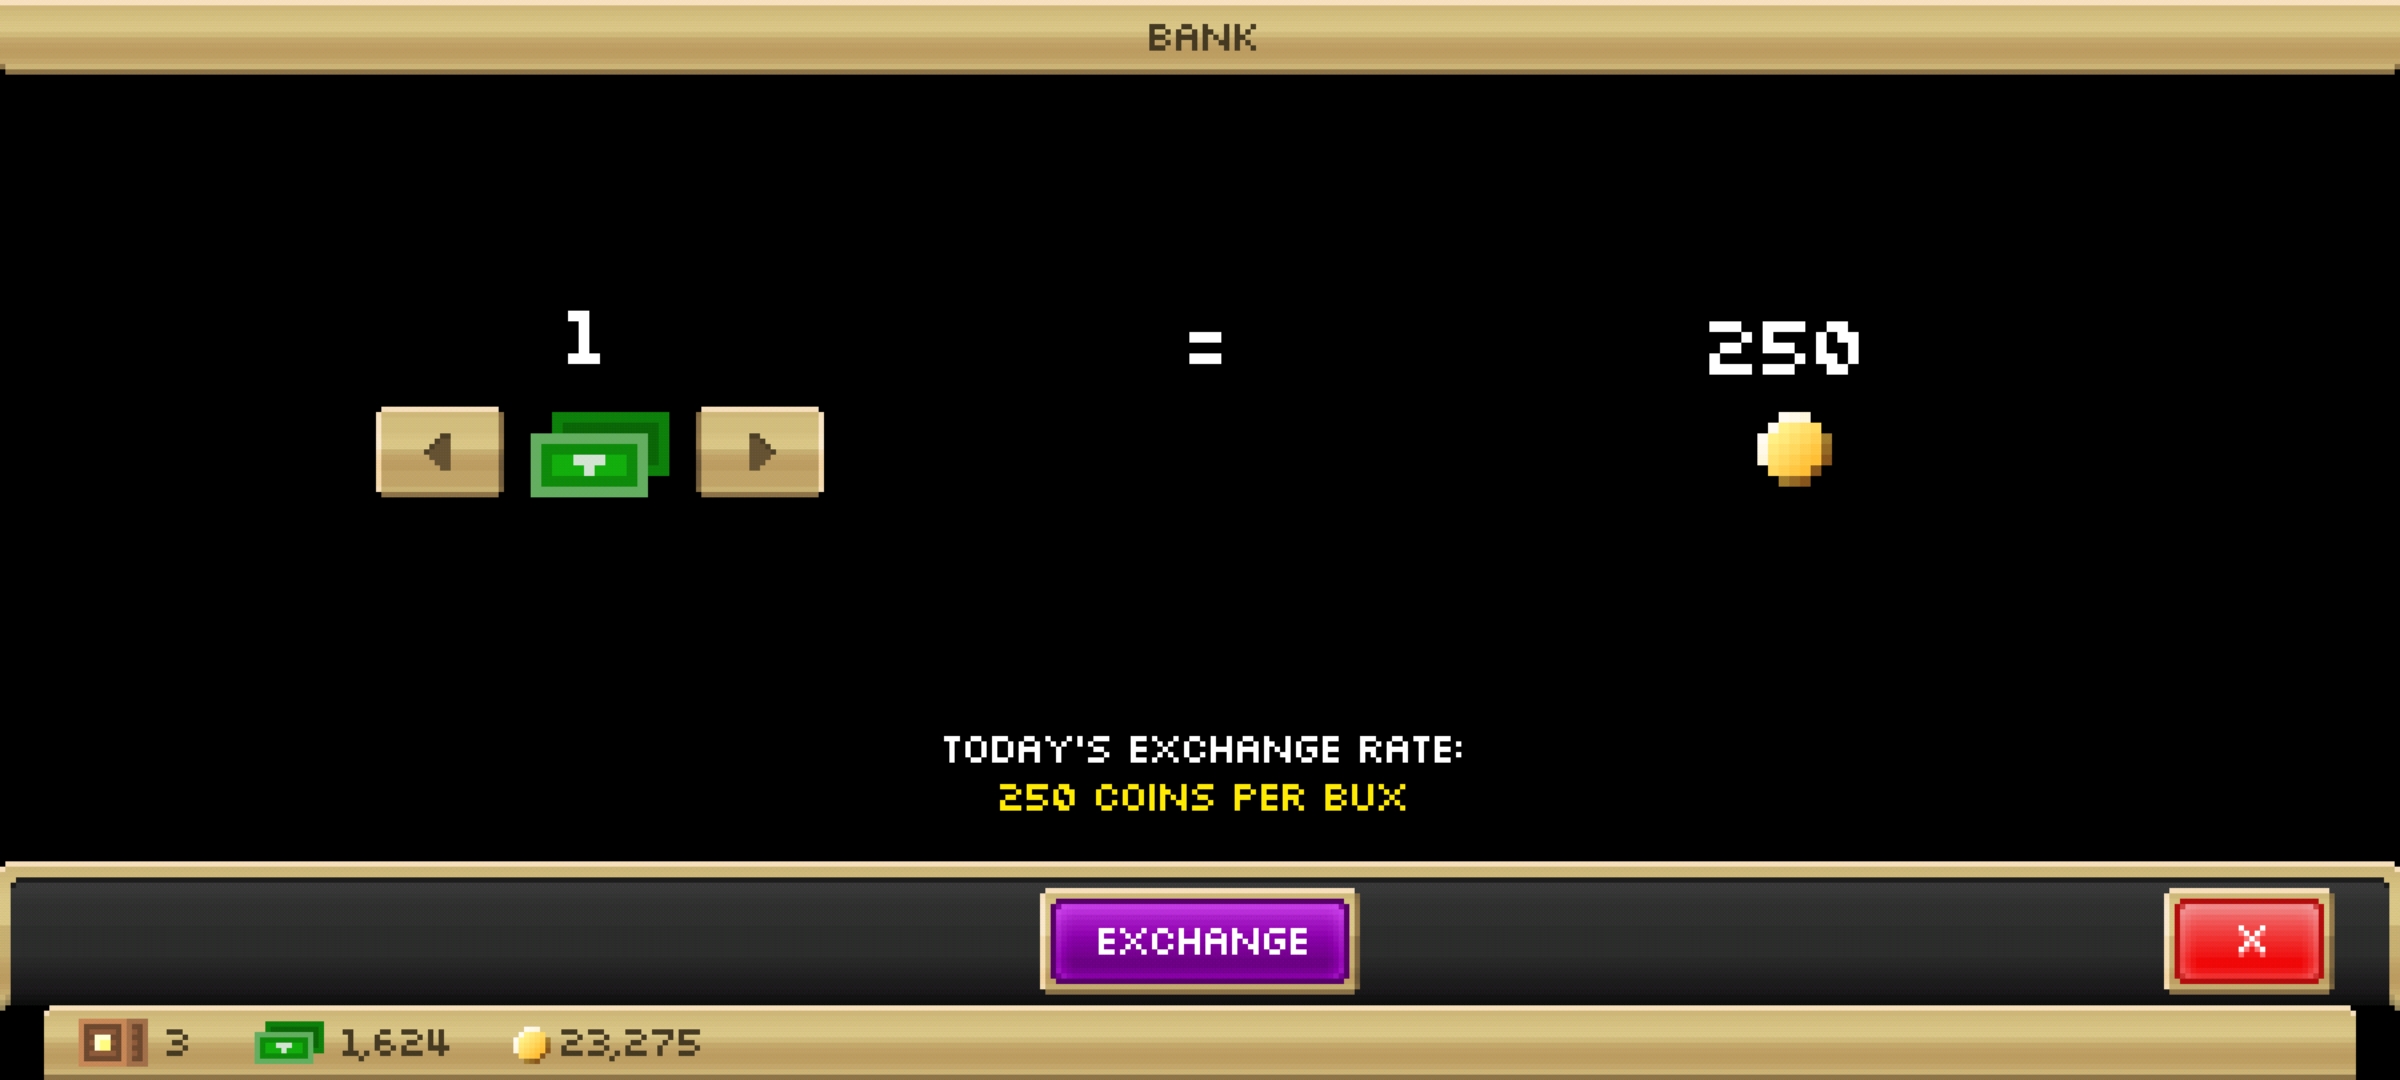 BANK
1 = 250
TODAY'S EXCHANGE RATE:
250 COINS PER BUX
EXCHANGE X
3 1,624 23,275